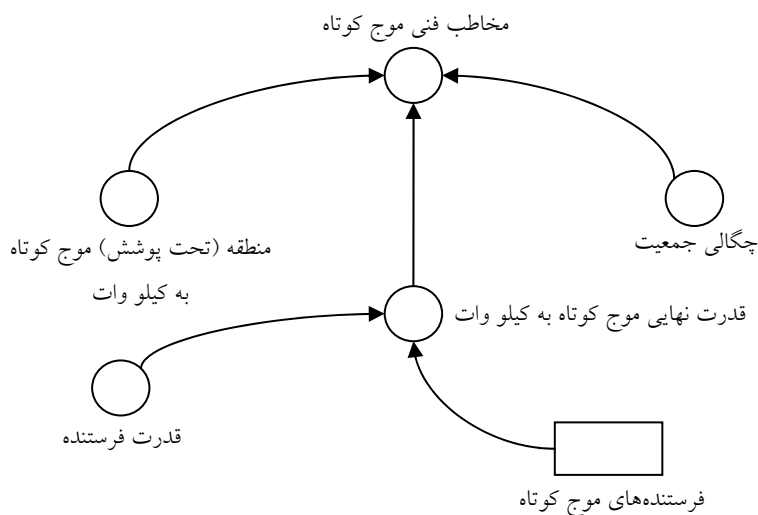 مخاطب فنی موج کوتاه
چگالی جمعیت
منطقه (تحت پوشش) موج کوتاه
به کیلو وات
قدرت نهایی موج کوتاه به کیلو وات
قدرت فرستنده
فرستنده‌های موج کوتاه